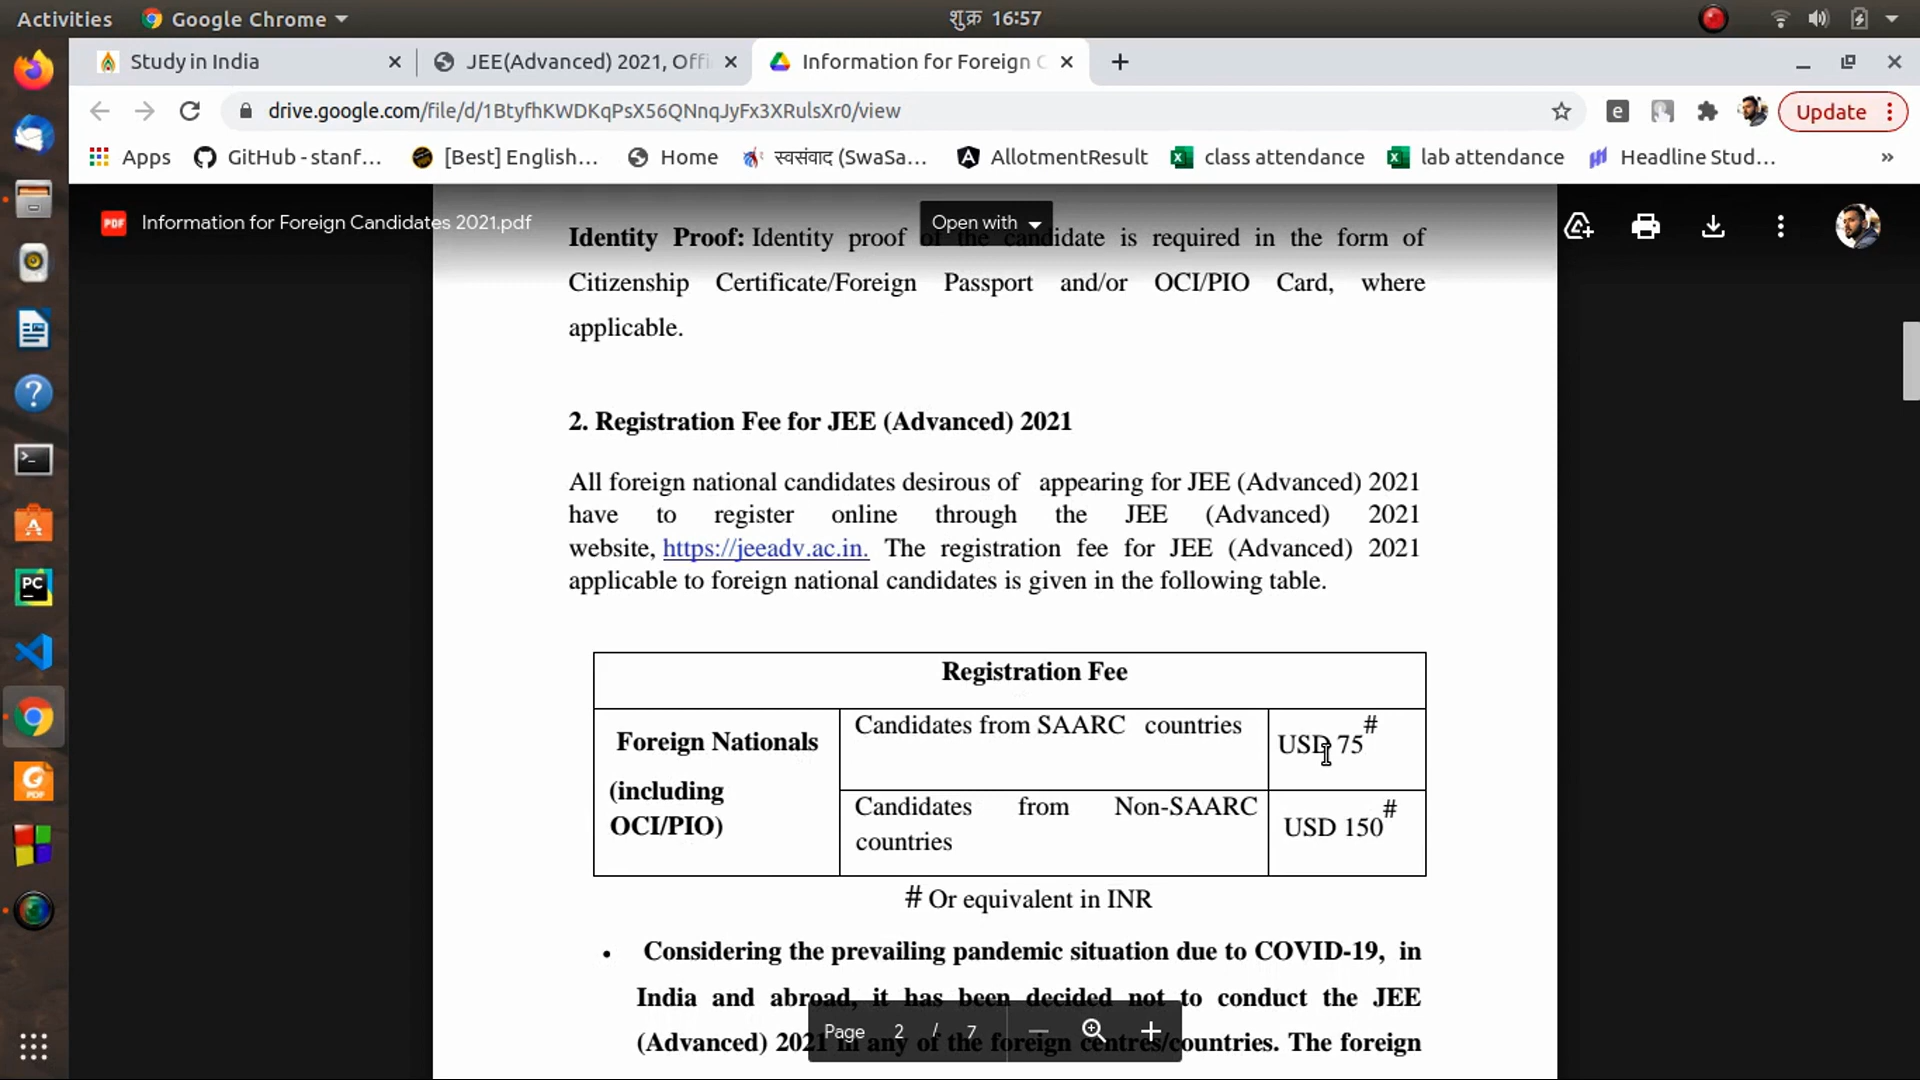 Activities Google Chrome शुक्र 16:57
Study in India JEE(Advanced) 2021, Offi Information for Foreign C
drive.google.com/file/d/1BtyfhKWDKqPsX56QNnqJyFx3XRulsXr0/view Update
Apps GitHub - stanf... [Best] English... Home स्वसंवाद (SwaSa... AllotmentResult class attendance lab attendance Headline Stud... »
PDF Information for Foreign Candidates 2021.pdf Open with
Identity Proof: Identity proof of the candidate is required in the form of
Citizenship Certificate/Foreign Passport and/or OCI/PIO Card, where
applicable.
2. Registration Fee for JEE (Advanced) 2021
All foreign national candidates desirous of appearing for JEE (Advanced) 2021
have to register online through the JEE (Advanced) 2021
website, https://jeeadv.ac.in. The registration fee for JEE (Advanced) 2021
applicable to foreign national candidates is given in the following table.
Registration Fee
Foreign Nationals
(including
OCI/PIO)
Candidates from SAARC countries
USD 75#
Candidates from Non-SAARC
countries
USD 150#
# Or equivalent in INR
• Considering the prevailing pandemic situation due to COVID-19, in
India and abroad, it has been decided not to conduct the JEE
(Advanced) 2021 in any of the foreign centres/countries. The foreign
Page 2 / 7